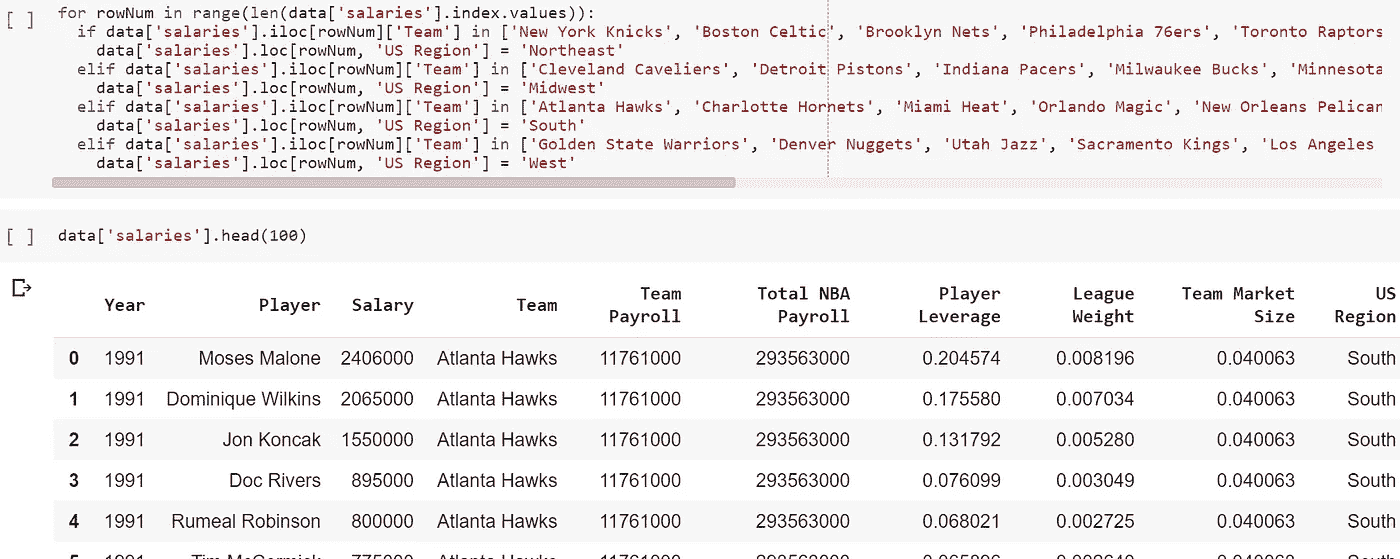 [ ] for rowNum in range(len(data['salaries'].index.values)):
if data['salaries'].iloc[rowNum]['Team'] in ['New York Knicks', 'Boston Celtic', 'Brooklyn Nets', 'Philadelphia 76ers', 'Toronto Raptors
data['salaries'].loc[rowNum, 'US Region'] = 'Northeast'
elif data['salaries'].iloc[rowNum]['Team'] in ['Cleveland Caveliers', 'Detroit Pistons', 'Indiana Pacers', 'Milwaukee Bucks', 'Minnesota
data['salaries'].loc[rowNum, 'US Region'] = 'Midwest'
elif data['salaries'].iloc[rowNum]['Team'] in ['Atlanta Hawks', 'Charlotte Hornets', 'Miami Heat', 'Orlando Magic', 'New Orleans Pelican
data['salaries'].loc[rowNum, 'US Region'] = 'South'
elif data['salaries'].iloc[rowNum]['Team'] in ['Golden State Warriors', 'Denver Nuggets', 'Utah Jazz', 'Sacramento Kings', 'Los Angeles
data['salaries'].loc[rowNum, 'US Region'] = 'West'
[ ] data['salaries'].head(100)
Year Player Salary Team Team Payroll Total NBA Payroll Player Leverage League Weight Team Market Size US Region
0 1991 Moses Malone 2406000 Atlanta Hawks 11761000 293563000 0.204574 0.008196 0.040063 South
1 1991 Dominique Wilkins 2065000 Atlanta Hawks 11761000 293563000 0.175580 0.007034 0.040063 South
2 1991 Jon Koncak 1550000 Atlanta Hawks 11761000 293563000 0.131792 0.005280 0.040063 South
3 1991 Doc Rivers 895000 Atlanta Hawks 11761000 293563000 0.076099 0.003049 0.040063 South
4 1991 Rumeal Robinson 800000 Atlanta Hawks 11761000 293563000 0.068021 0.002725 0.040063 South